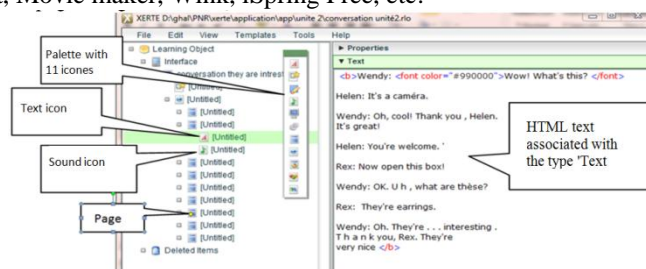 Movie maker, Wink, iSpring Free, etc.
XERTE D:\ghal\PNR\xerte\application\app\unite 2\conversation unité2.rlo
File Edit View Templates Tools Help
Learning Object
Interface
conversation they are intrest
[Untitled]
[Untitled]
[Untitled]
[Untitled]
[Untitled]
[Untitled]
[Untitled]
[Untitled]
[Untitled]
[Untitled]
[Untitled]
[Untitled]
[Untitled]
Deleted Items
Palette with
11 icones
Text icon
Sound icon
Page
Properties
Text
<b>Wendy: <font color="#990000">Wow! What's this? </font>
Helen: It's a caméra.
Wendy: Oh, cool! Thank you , Helen.
It's great!
Helen: You're welcome. '
Rex: Now open this box!
Wendy: OK. U h , what are thèse?
Rex: They're earrings.
Wendy: Oh. They're . . . interesting .
T h a n k you, Rex. They're
very nice </b>
HTML text
associated with
the type 'Text